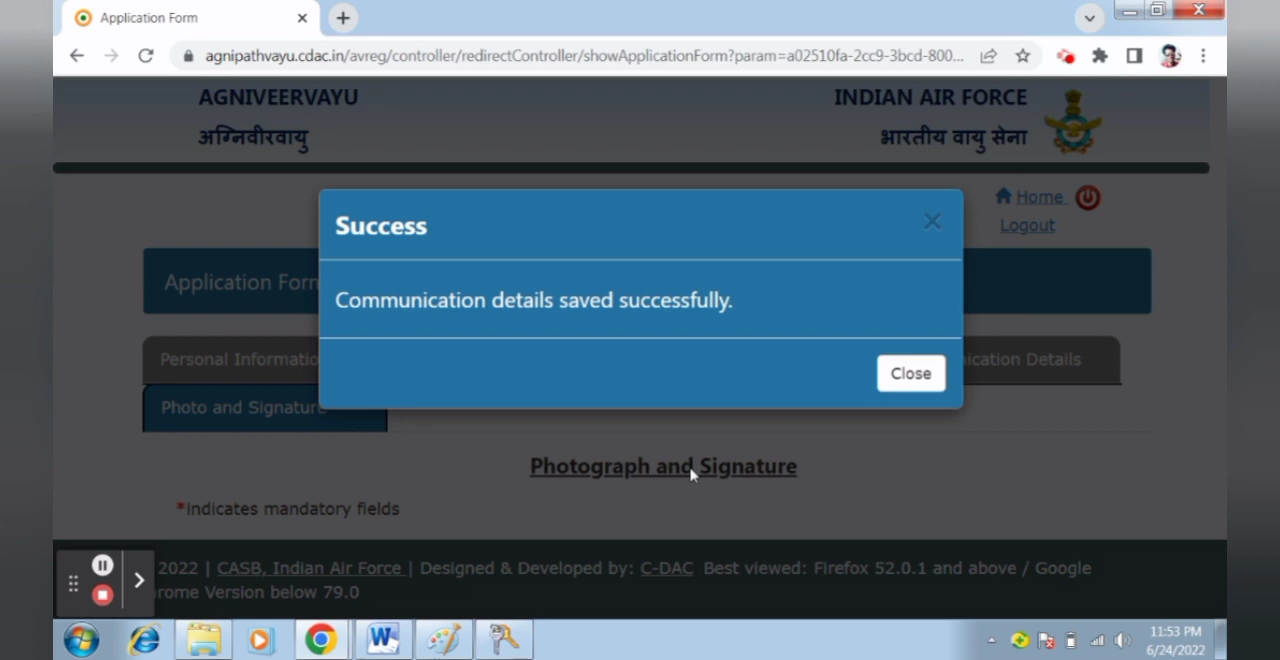 Application Form
agnipathvayu.cdac.in/avreg/controller/redirectController/showApplicationForm?param=a02510fa-2cc9-3bcd-800...
AGNIVEERVAYU
INDIAN AIR FORCE
अग्निवीरवायु
भारतीय वायु सेना
Home
Logout
Success
Application Form
Communication details saved successfully.
Personal Informatio
ication Details
Close
Photo and Signature
Photograph and Signature
*indicates mandatory fields
2022 | CASB, Indian Air Force | Designed & Developed by: C-DAC Best viewed: Firefox 52.0.1 and above / Google
rome Version below 79.0
11:53 PM
6/24/2022